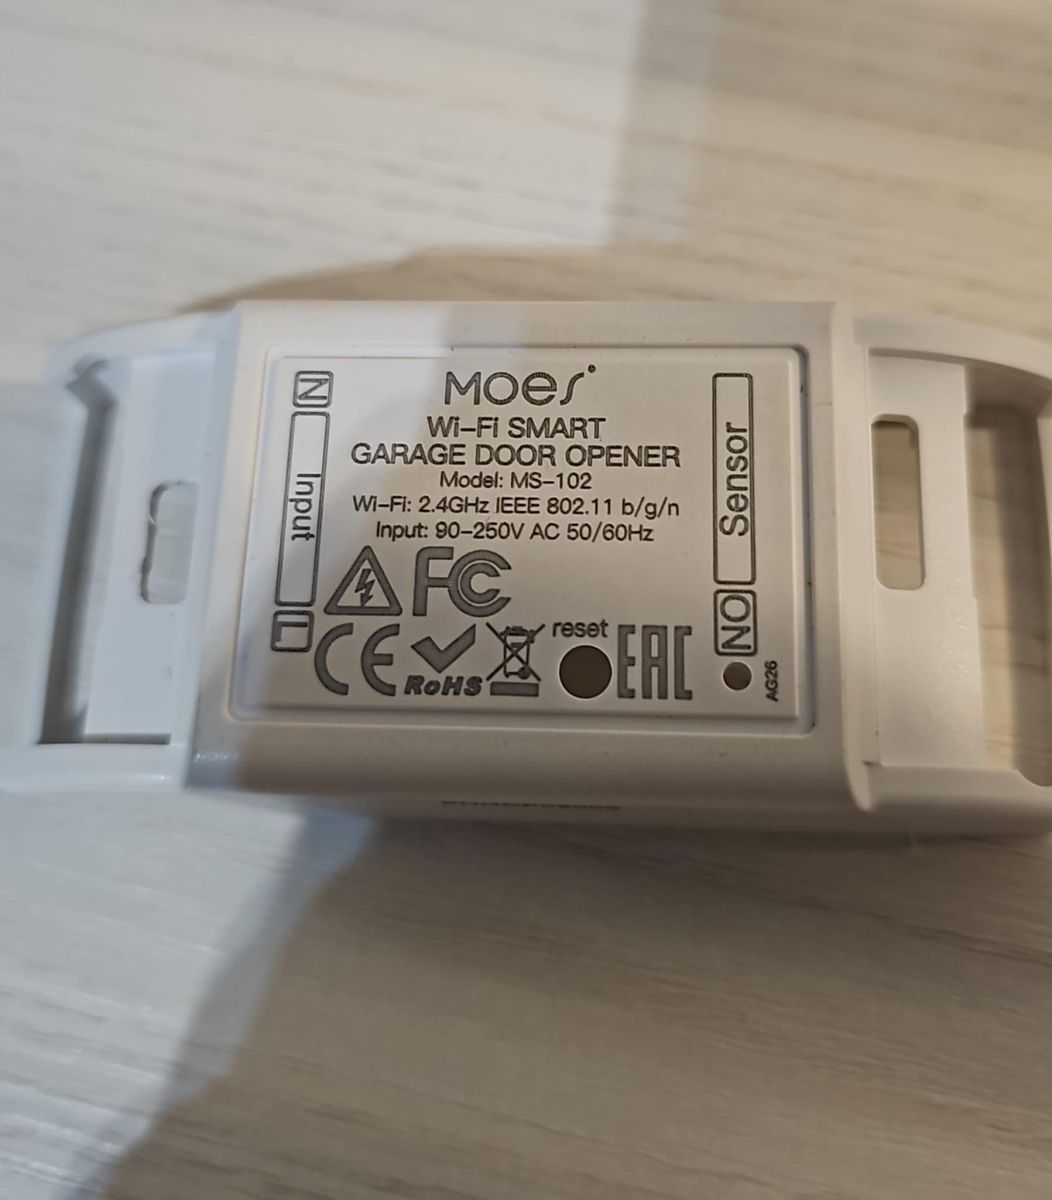 MOES
Wi-Fi SMART
GARAGE DOOR OPENER
Model: MS-102
Wi-Fi: 2.4GHz IEEE 802.11 b/g/n
Input: 90-250V AC 50/60Hz
N
Input
L
FC
CE
RoHS
reset
EAC
Sensor
NO
AG26